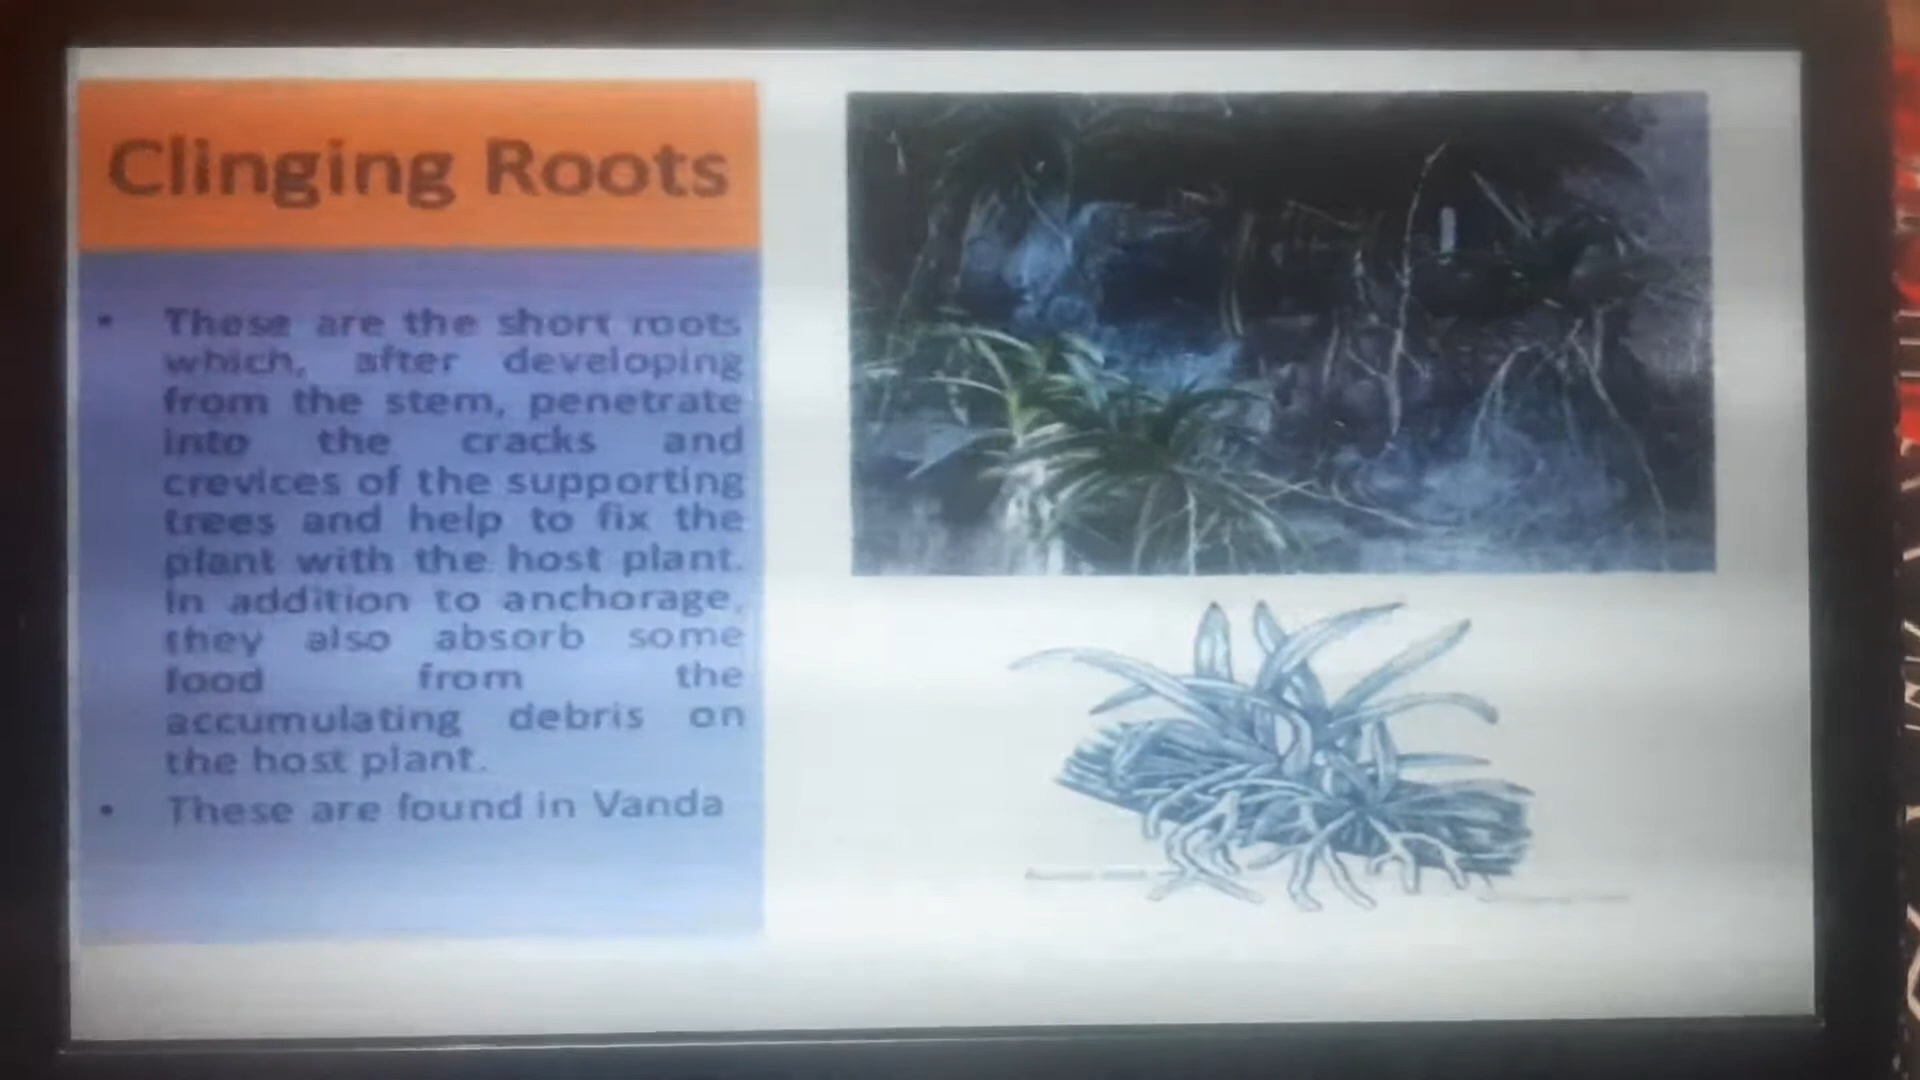 Clinging Roots
• These are the short roots
which, after developing
from the stem, penetrate
into the cracks and
crevices of the supporting
trees and help to fix the
plant with the host plant.
In addition to anchorage,
they also absorb some
food from the
accumulating debris on
the host plant.
• These are found in Vanda